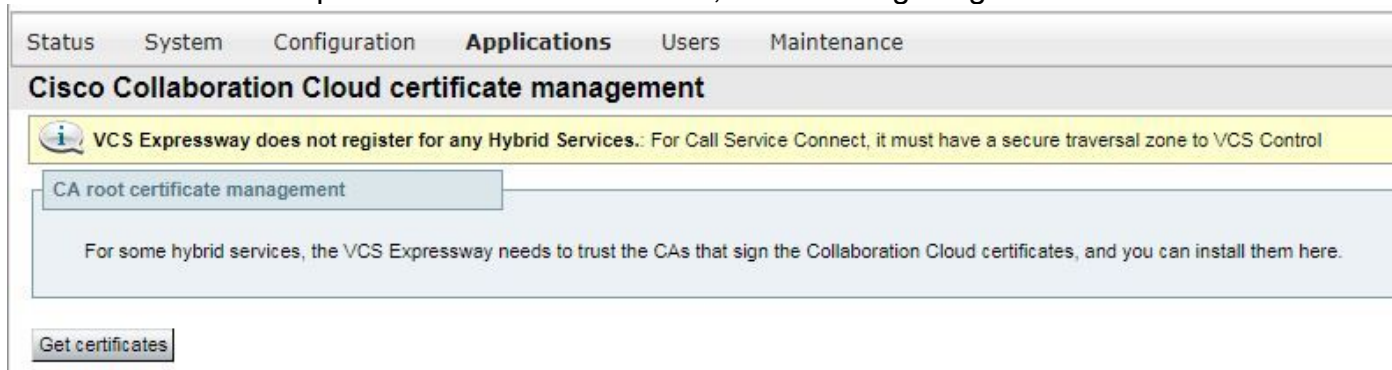 Status System Configuration Applications Users Maintenance
Cisco Collaboration Cloud certificate management
VCS Expressway does not register for any Hybrid Services.: For Call Service Connect, it must have a secure traversal zone to VCS Control
CA root certificate management
For some hybrid services, the VCS Expressway needs to trust the CAs that sign the Collaboration Cloud certificates, and you can install them here.
Get certificates